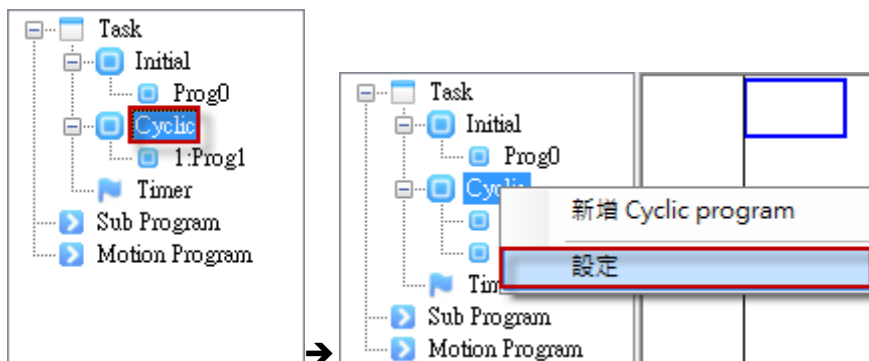 Task
Initial
Prog0
Cyclic
1:Prog1
Timer
Sub Program
Motion Program
➔
Task
Initial
Prog0
新增 Cyclic program
設定
Sub Program
Motion Program